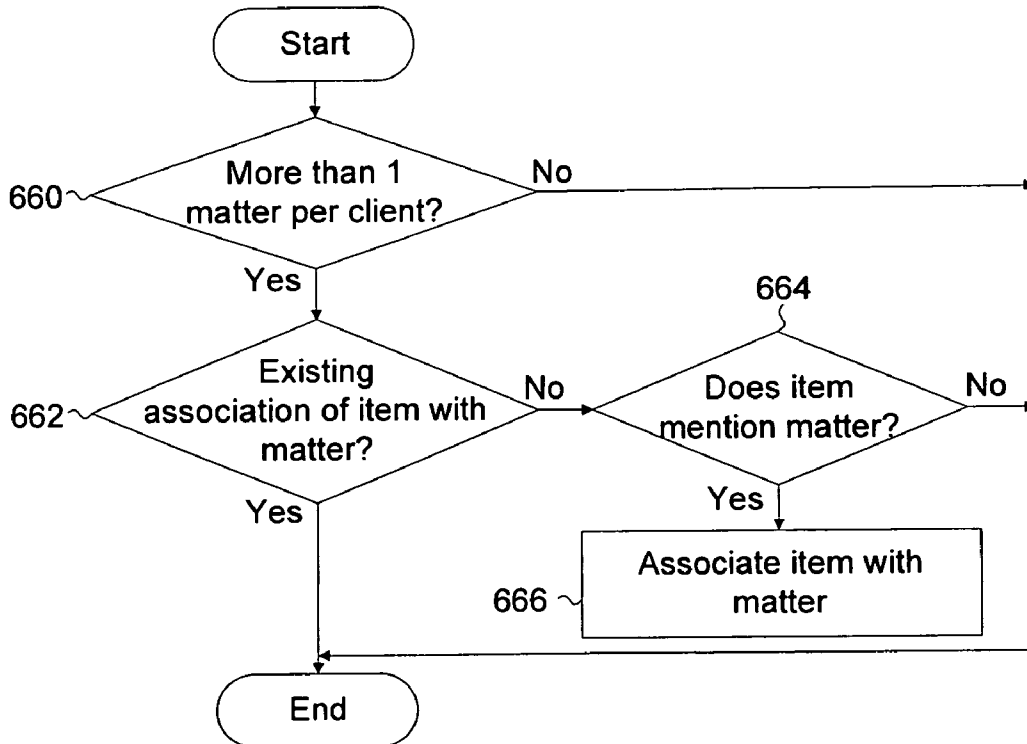 Start
More than 1
matter per client?
No
660
Yes
664
Existing
association of item with
matter?
No
662
Does item
mention matter?
No
Yes
Yes
Associate item with
matter
666
End